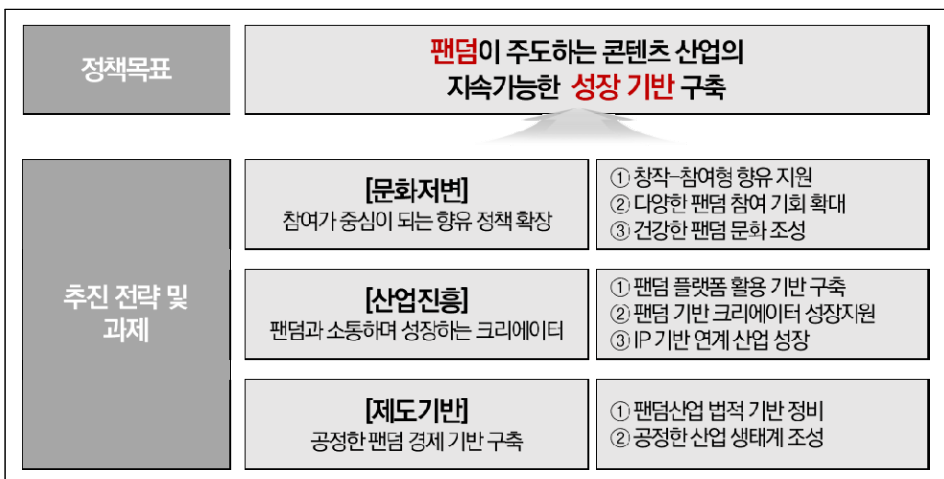 정책목표
팬덤이 주도하는 콘텐츠 산업의
지속가능한 성장 기반 구축
추진 전략 및
과제
[문화저변]
참여가 중심이 되는 향유 정책 확장
① 창작-참여형 향유 지원
② 다양한 팬덤 참여 기회 확대
③ 건강한 팬덤 문화 조성
[산업진흥]
팬덤과 소통하며 성장하는 크리에이터
① 팬덤 플랫폼 활용 기반 구축
② 팬덤 기반 크리에이터 성장지원
③ IP 기반 연계 산업 성장
[제도기반]
공정한 팬덤 경제 기반 구축
① 팬덤산업 법적 기반 정비
② 공정한 산업 생태계 조성